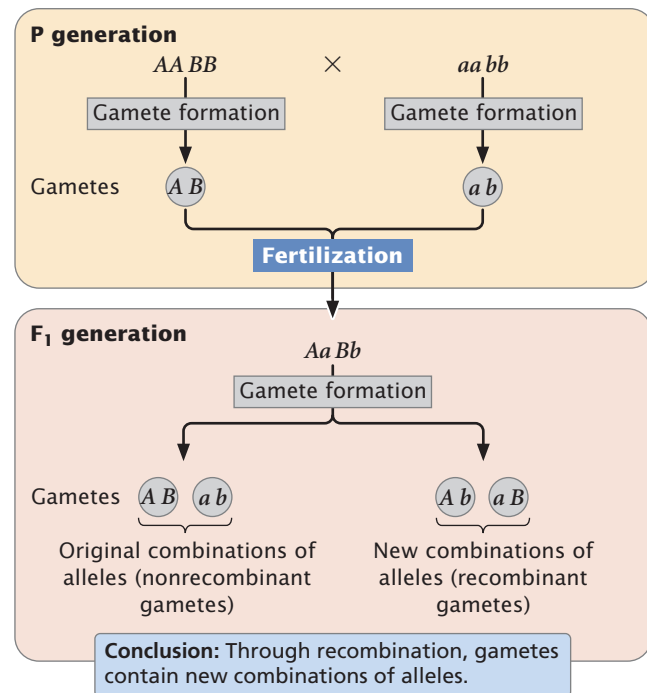 P generation
AA BB × aa bb
Gamete formation Gamete formation
Gametes A B a b
Fertilization
F1 generation
Aa Bb
Gamete formation
Gametes A B a b A b a B
Original combinations of New combinations of
alleles (nonrecombinant alleles (recombinant
gametes) gametes)
Conclusion: Through recombination, gametes
contain new combinations of alleles.